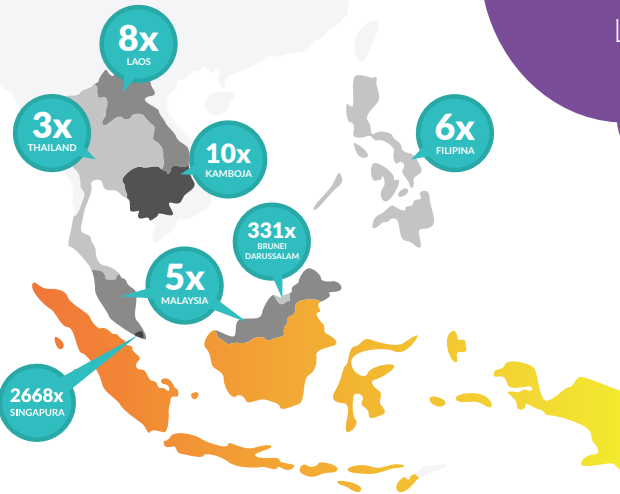 8x
LAOS
3x
THAILAND
10x
KAMBOJA
6x
FILIPINA
331x
BRUNEI
DARUSSALAM
5x
MALAYSIA
2668x
SINGAPURA